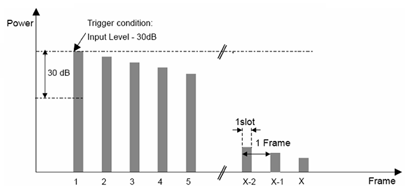 Power
Trigger condition:
Input Level - 30dB
30 dB
1slot
1 Frame
1 2 3 4 5 X-2 X-1 X
Frame